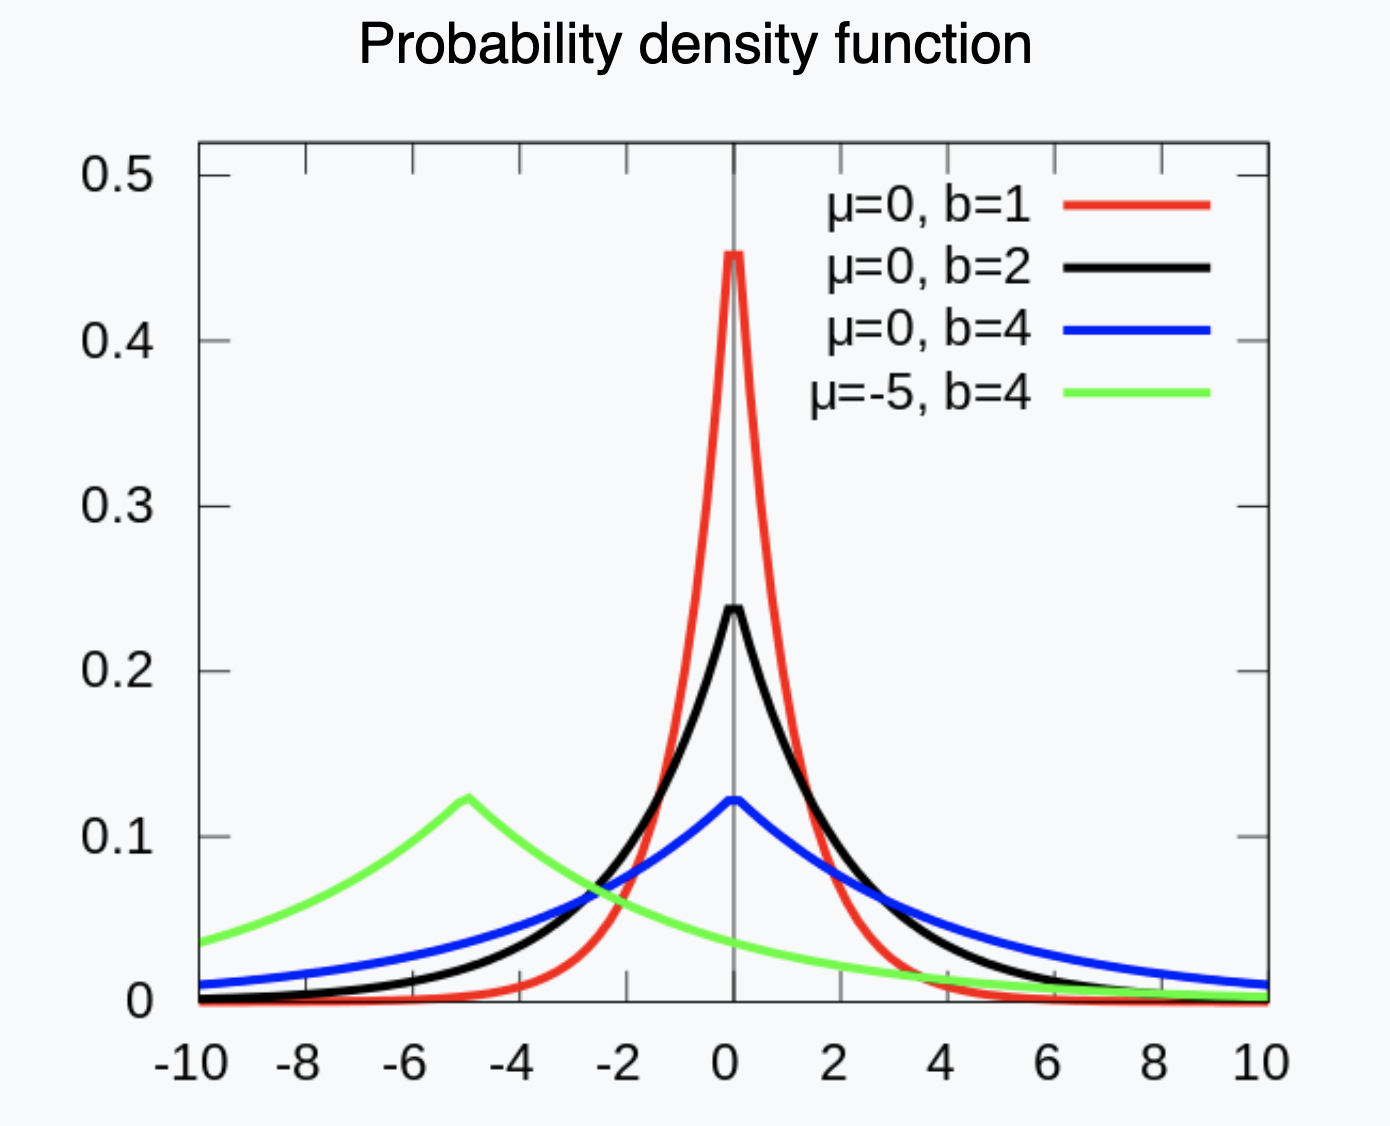 Probability density function
0.5
0.4
0.3
0.2
0.1
0
μ=0, b=1
μ=0, b=2
μ=0, b=4
μ=-5, b=4
-10 -8 -6 -4 -2 0 2 4 6 8 10